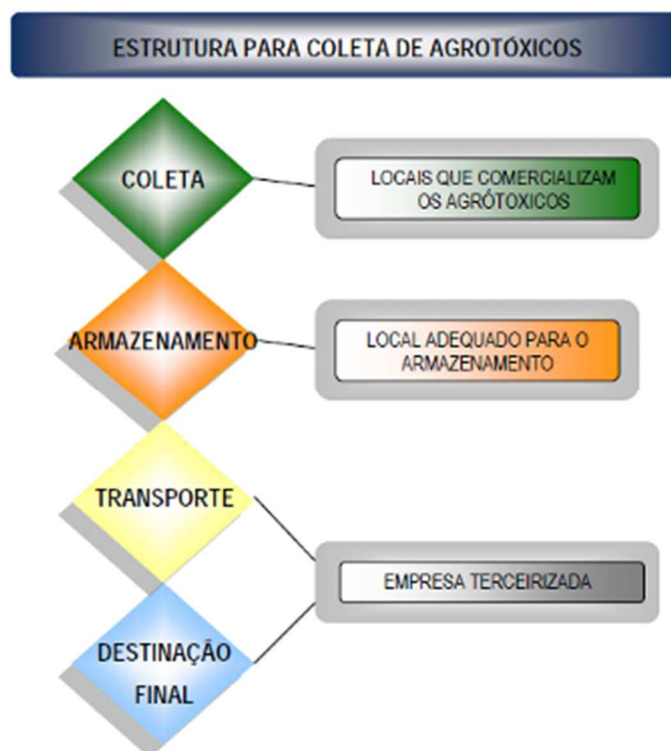 ESTRUTURA PARA COLETA DE AGROTÓXICOS
COLETA
LOCAIS QUE COMERCIALIZAM
OS AGRÓTOXICOS
ARMAZENAMENTO
LOCAL ADEQUADO PARA O
ARMAZENAMENTO
TRANSPORTE
EMPRESA TERCEIRIZADA
DESTINAÇÃO
FINAL